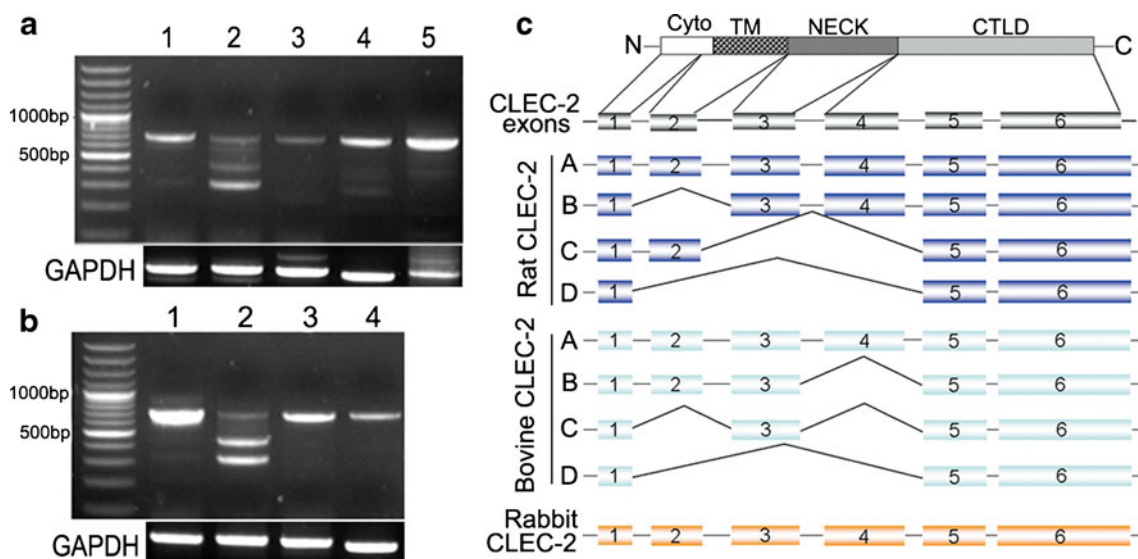 a
1 2 3 4 5
1000bp
500bp
GAPDH
b
1 2 3 4
1000bp
500bp
GAPDH
c
Cyto TM NECK CTLD
N C
CLEC-2
exons
1 2 3 4 5 6
Rat CLEC-2
A 1 2 3 4 5 6
B 1 3 4 5 6
C 1 2 5 6
D 1 5 6
Bovine CLEC-2
A 1 2 3 4 5 6
B 1 2 3 5 6
C 1 3 5 6
D 1 5 6
Rabbit
CLEC-2
1 2 3 4 5 6